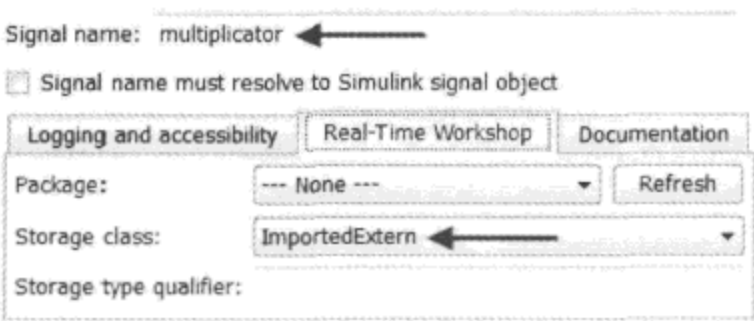 Signal name: multiplicator
Signal name must resolve to Simulink signal object
Logging and accessibility Real-Time Workshop Documentation
Package: --- None --- Refresh
Storage class: ImportedExtern
Storage type qualifier: